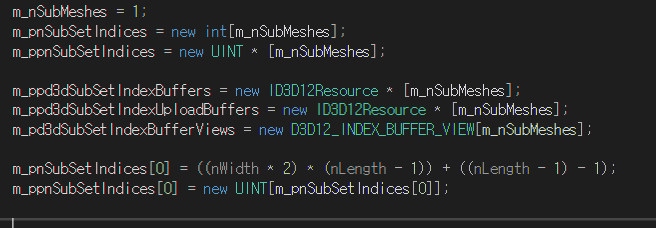 m_nSubMeshes = 1;
m_pnSubSetIndices = new int[m_nSubMeshes];
m_ppnSubSetIndices = new UINT * [m_nSubMeshes];
m_ppd3dSubSetIndexBuffers = new ID3D12Resource * [m_nSubMeshes];
m_ppd3dSubSetIndexUploadBuffers = new ID3D12Resource * [m_nSubMeshes];
m_pd3dSubSetIndexBufferViews = new D3D12_INDEX_BUFFER_VIEW[m_nSubMeshes];
m_pnSubSetIndices[0] = ((nWidth * 2) * (nLength - 1)) + ((nLength - 1) - 1);
m_ppnSubSetIndices[0] = new UINT[m_pnSubSetIndices[0]];